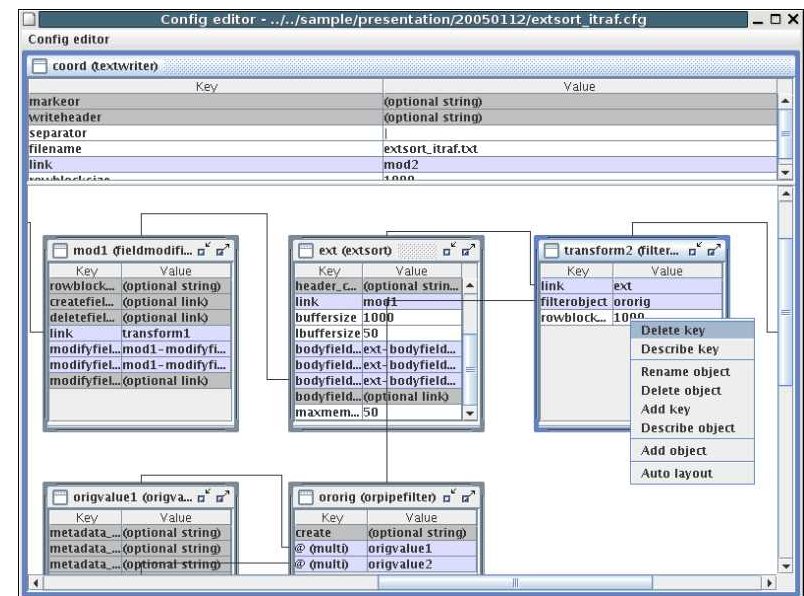 Config editor - ../../sample/presentation/20050112/extsort_itraf.cfg
Config editor
coord (textwriter)
Key Value
markeor (optional string)
writeheader (optional string)
separator |
filename extsort_itraf.txt
link mod2
rowblocksize 1000
mod1 (fieldmodifi...
Key Value
rowblock... (optional string)
createfiel... (optional link)
deletefiel... (optional link)
link transform1
modifyfiel... mod1-modifyfi...
modifyfiel... mod1-modifyfi...
modifyfiel... (optional link)
ext (extsort)
Key Value
header_c... (optional strin...
link mod1
buffersize 1000
lbuffersize 50
bodyfield... ext-bodyfield...
bodyfield... ext-bodyfield...
bodyfield... ext-bodyfield...
bodyfield... (optional link)
maxmem... 50
transform2 (filter...
Key Value
link ext
filterobject ororig
rowblock... 1000
Delete key
Describe key
Rename object
Delete object
Add key
Describe object
Add object
Auto layout
origvalue1 (origva...
Key Value
metadata_... (optional string)
metadata_... (optional string)
metadata_... (optional string)
ororig (orpipefilter)
Key Value
create (optional string)
@ (multi) origvalue1
@ (multi) origvalue2